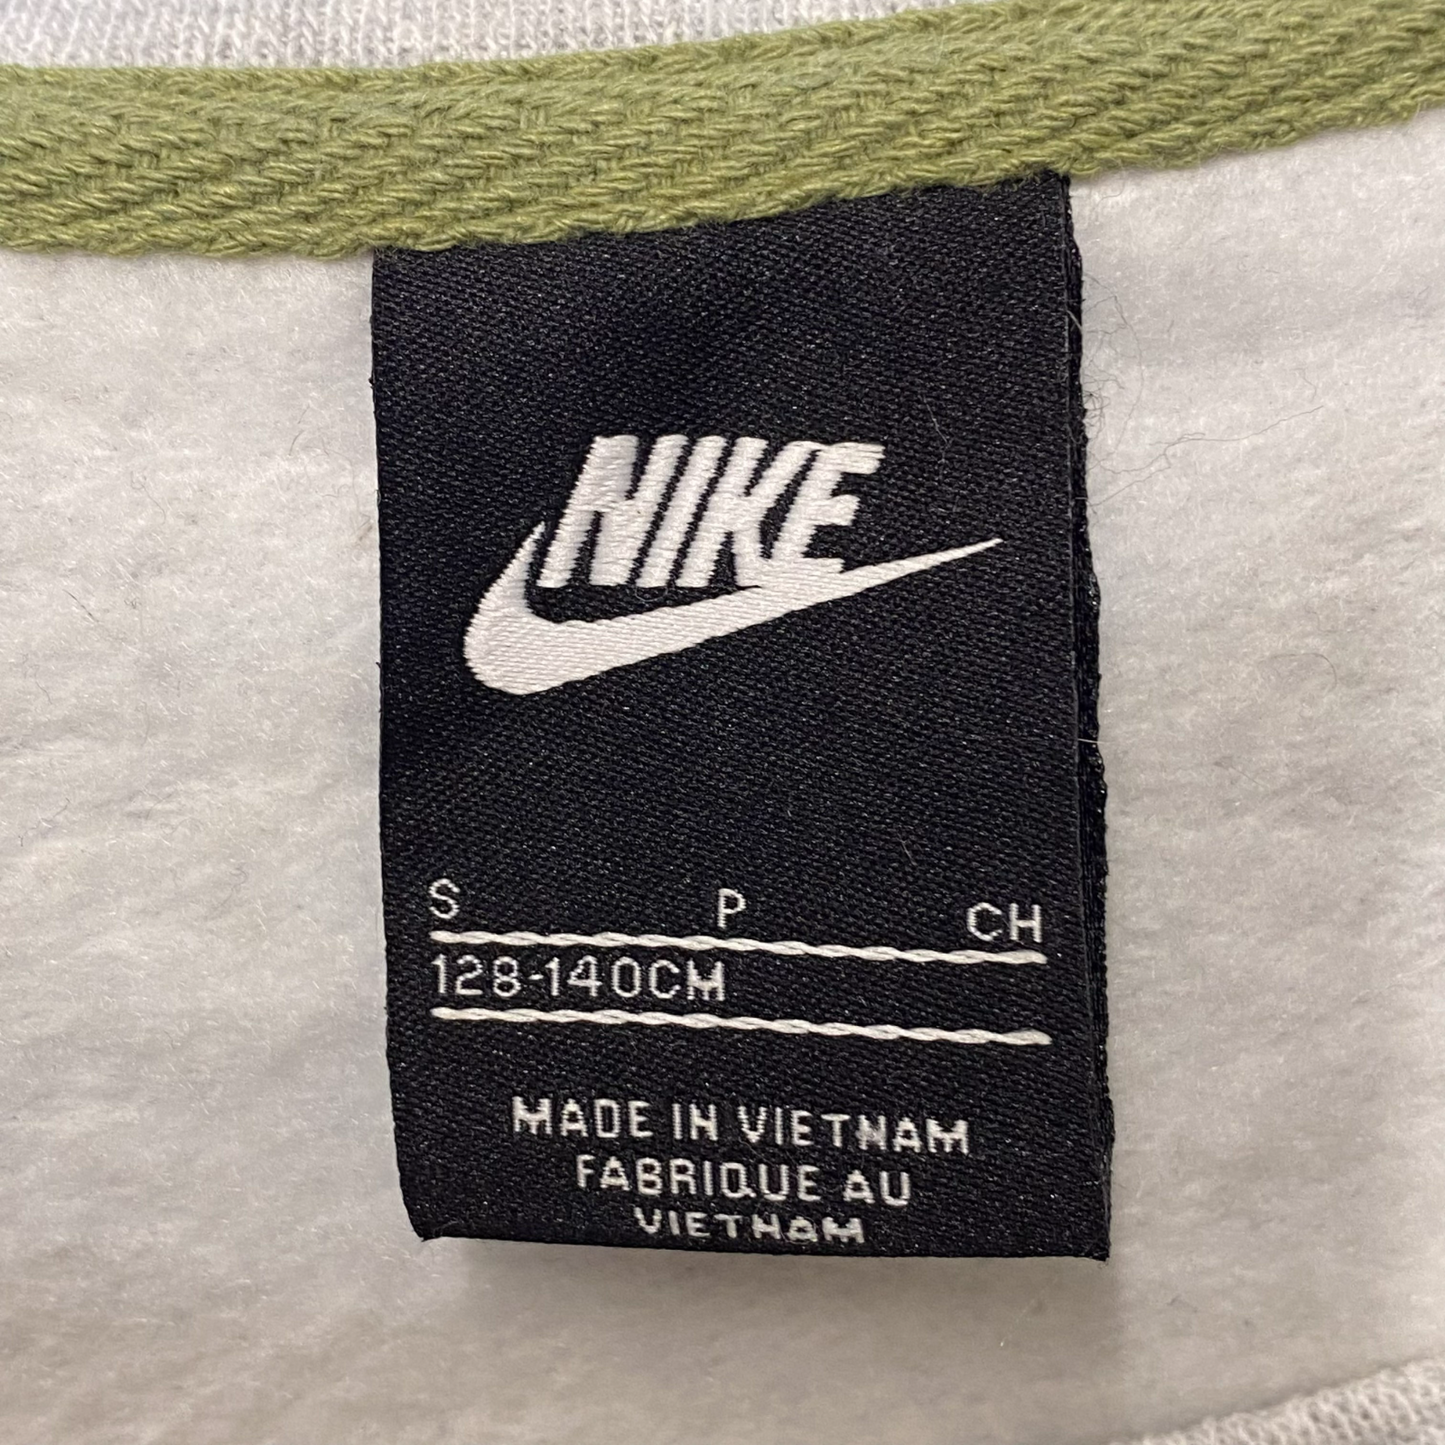 NIKE
S P CH
128-140CM
MADE IN VIETNAM
FABRIQUE AU
VIETNAM